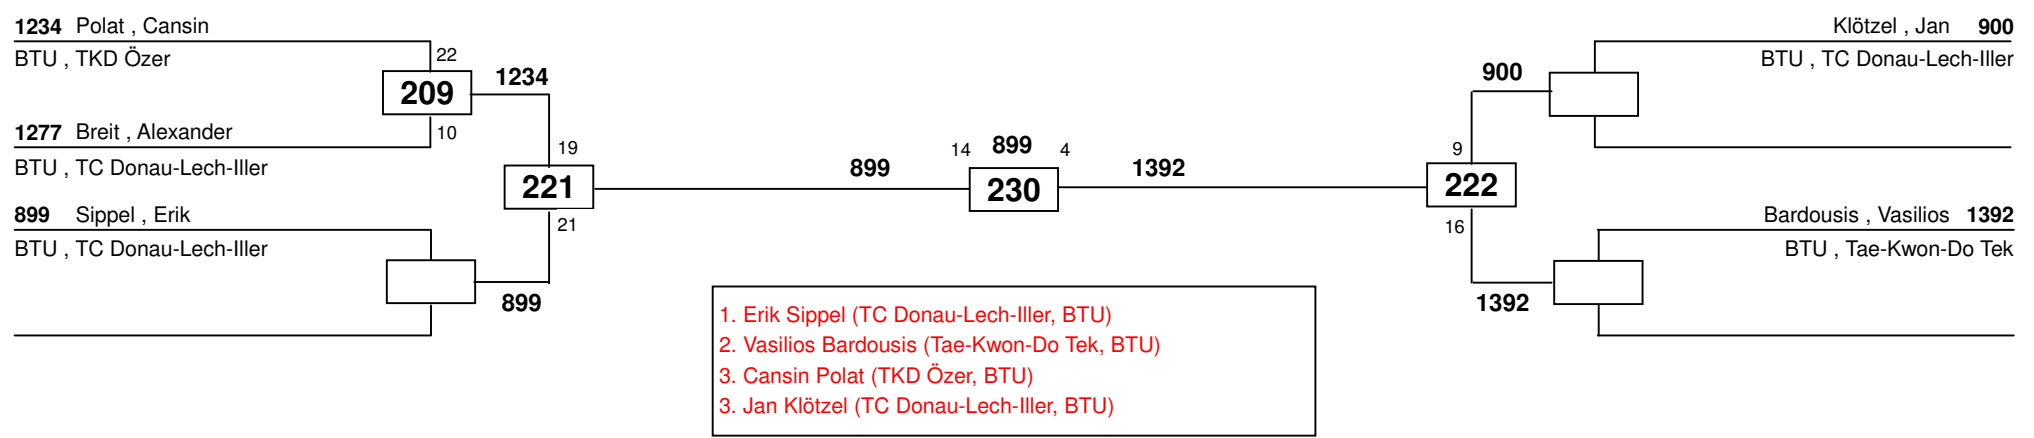 1234 Polat , Cansin
BTU , TKD Özer
22
209
1234
10
1277 Breit , Alexander
BTU , TC Donau-Lech-Iller
19
221
21
899 Sippel , Erik
BTU , TC Donau-Lech-Iller
899
899
14 899 4
230
1392
Klötzel , Jan 900
BTU , TC Donau-Lech-Iller
900
9
222
16
Bardousis , Vasilios 1392
BTU , Tae-Kwon-Do Tek
1392
1. Erik Sippel (TC Donau-Lech-Iller, BTU)
2. Vasilios Bardousis (Tae-Kwon-Do Tek, BTU)
3. Cansin Polat (TKD Özer, BTU)
3. Jan Klötzel (TC Donau-Lech-Iller, BTU)